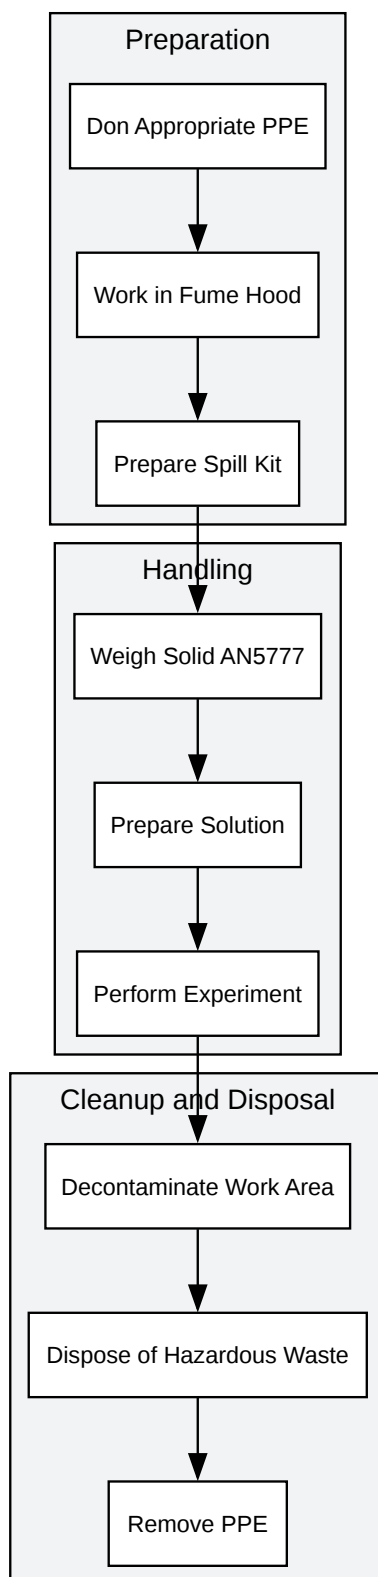 Preparation
Don Appropriate PPE
Work in Fume Hood
Prepare Spill Kit
Handling
Weigh Solid AN5777
Prepare Solution
Perform Experiment
Cleanup and Disposal
Decontaminate Work Area
Dispose of Hazardous Waste
Remove PPE